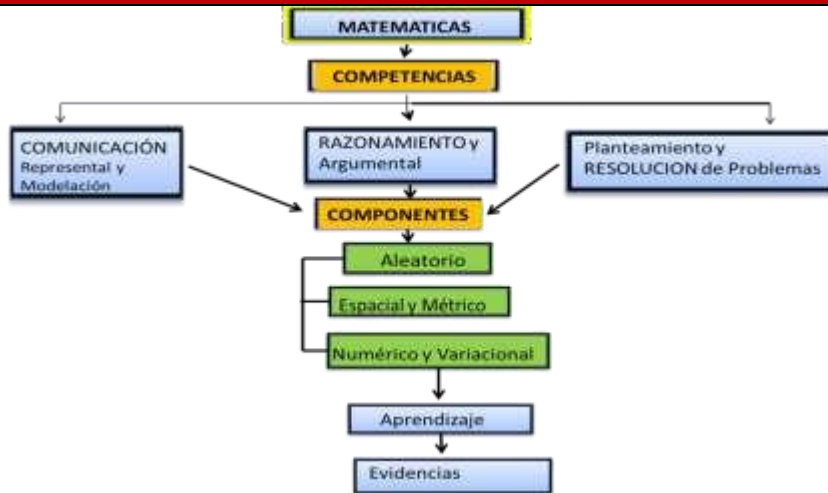 MATEMATICAS
COMPETENCIAS
COMUNICACIÓN
Represental y
Modelación
RAZONAMIENTO y
Argumental
Planteamiento y
RESOLUCION de Problemas
COMPONENTES
Aleatorio
Espacial y Métrico
Numérico y Variacional
Aprendizaje
Evidencias